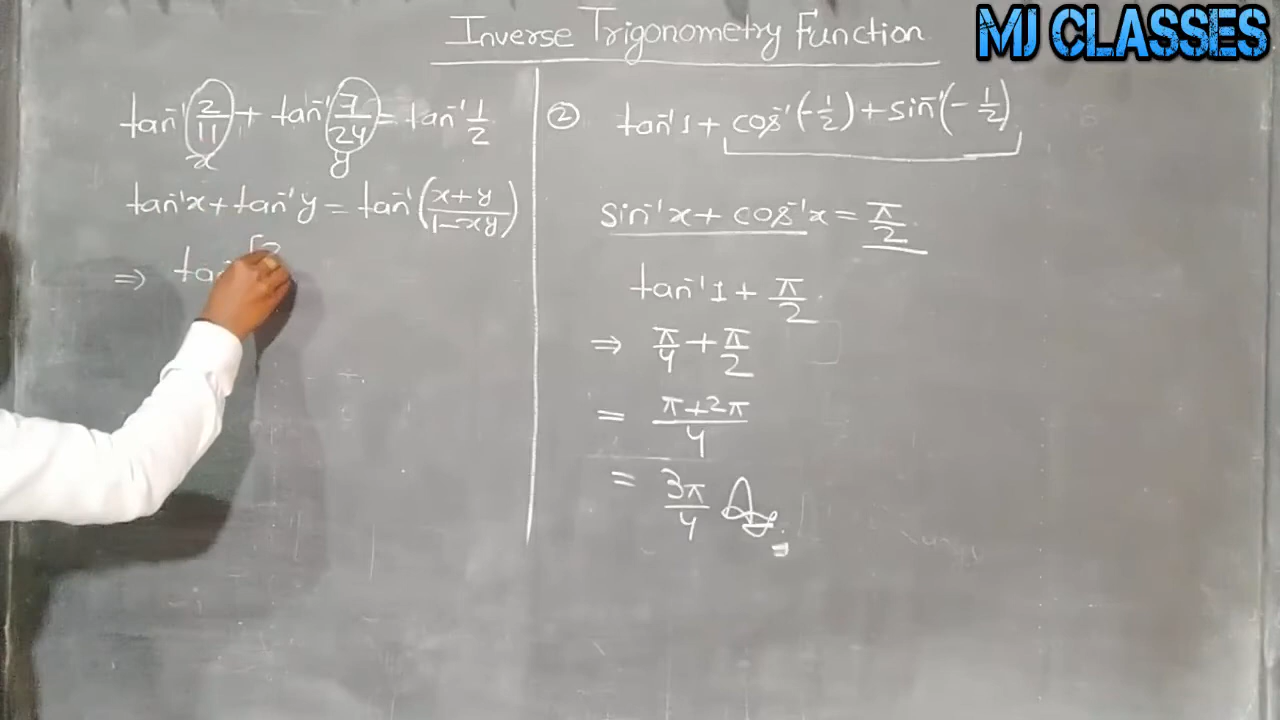 Inverse Trigonometry Function
MJ CLASSES
tan⁻¹(2/11) + tan⁻¹(7/24) = tan⁻¹ 1/2
x y
tan⁻¹x + tan⁻¹y = tan⁻¹((x+y)/(1-xy))
⇒ tan
② tan⁻¹1 + cos⁻¹(-1/2) + sin⁻¹(-1/2)
sin⁻¹x + cos⁻¹x = π/2
tan⁻¹1 + π/2.
⇒ π/4 + π/2
= (π+2π)/4
= 3π/4 Ans.